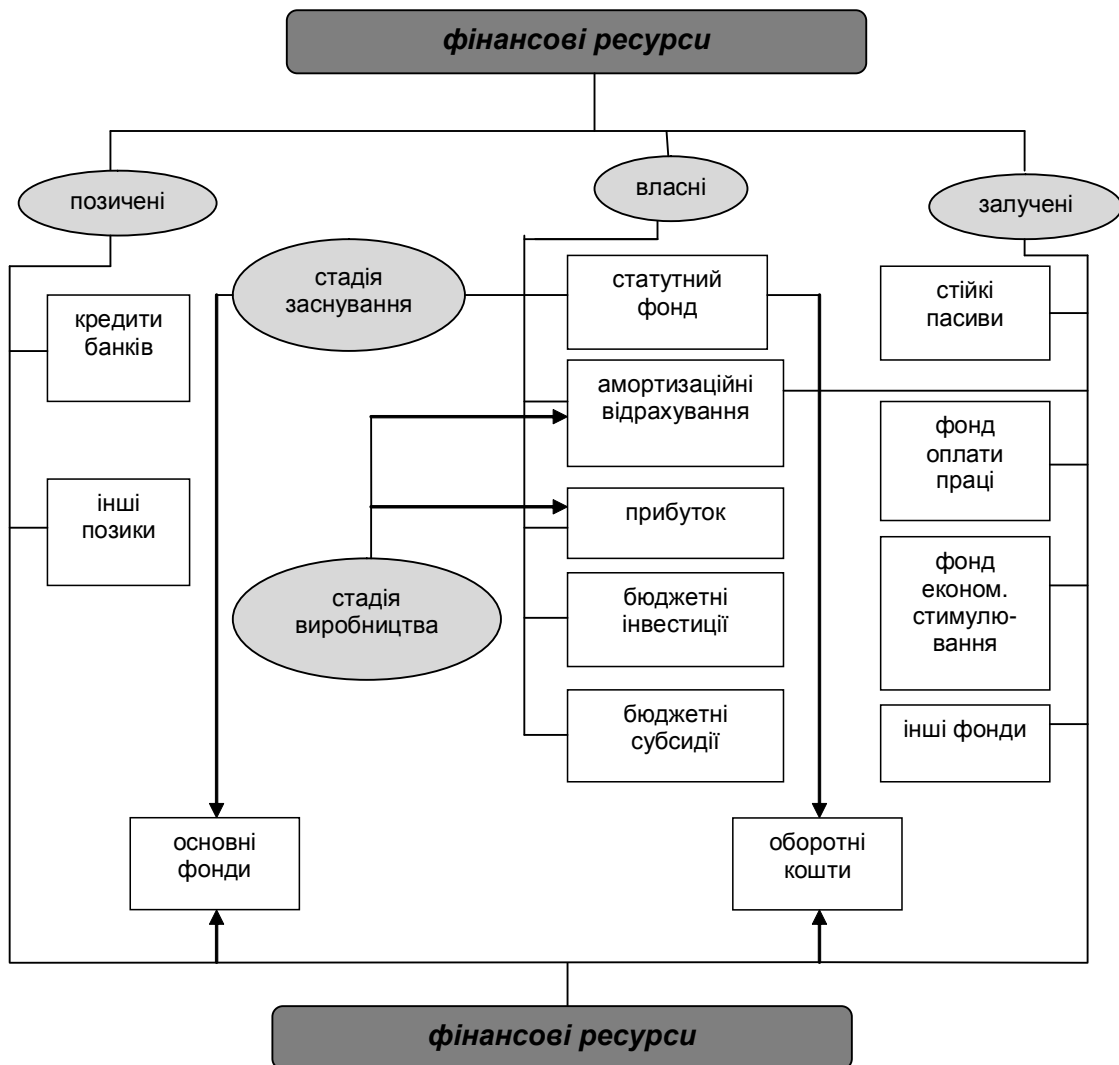 фінансові ресурси
позичені
власні
залучені
стадія
заснування
статутний
фонд
стійкі
пасиви
кредити
банків
амортизаційні
відрахування
фонд
оплати
праці
інші
позики
прибуток
фонд
економ.
стимулю-
вання
стадія
виробництва
бюджетні
інвестиції
бюджетні
субсидії
інші фонди
основні
фонди
оборотні
кошти
фінансові ресурси